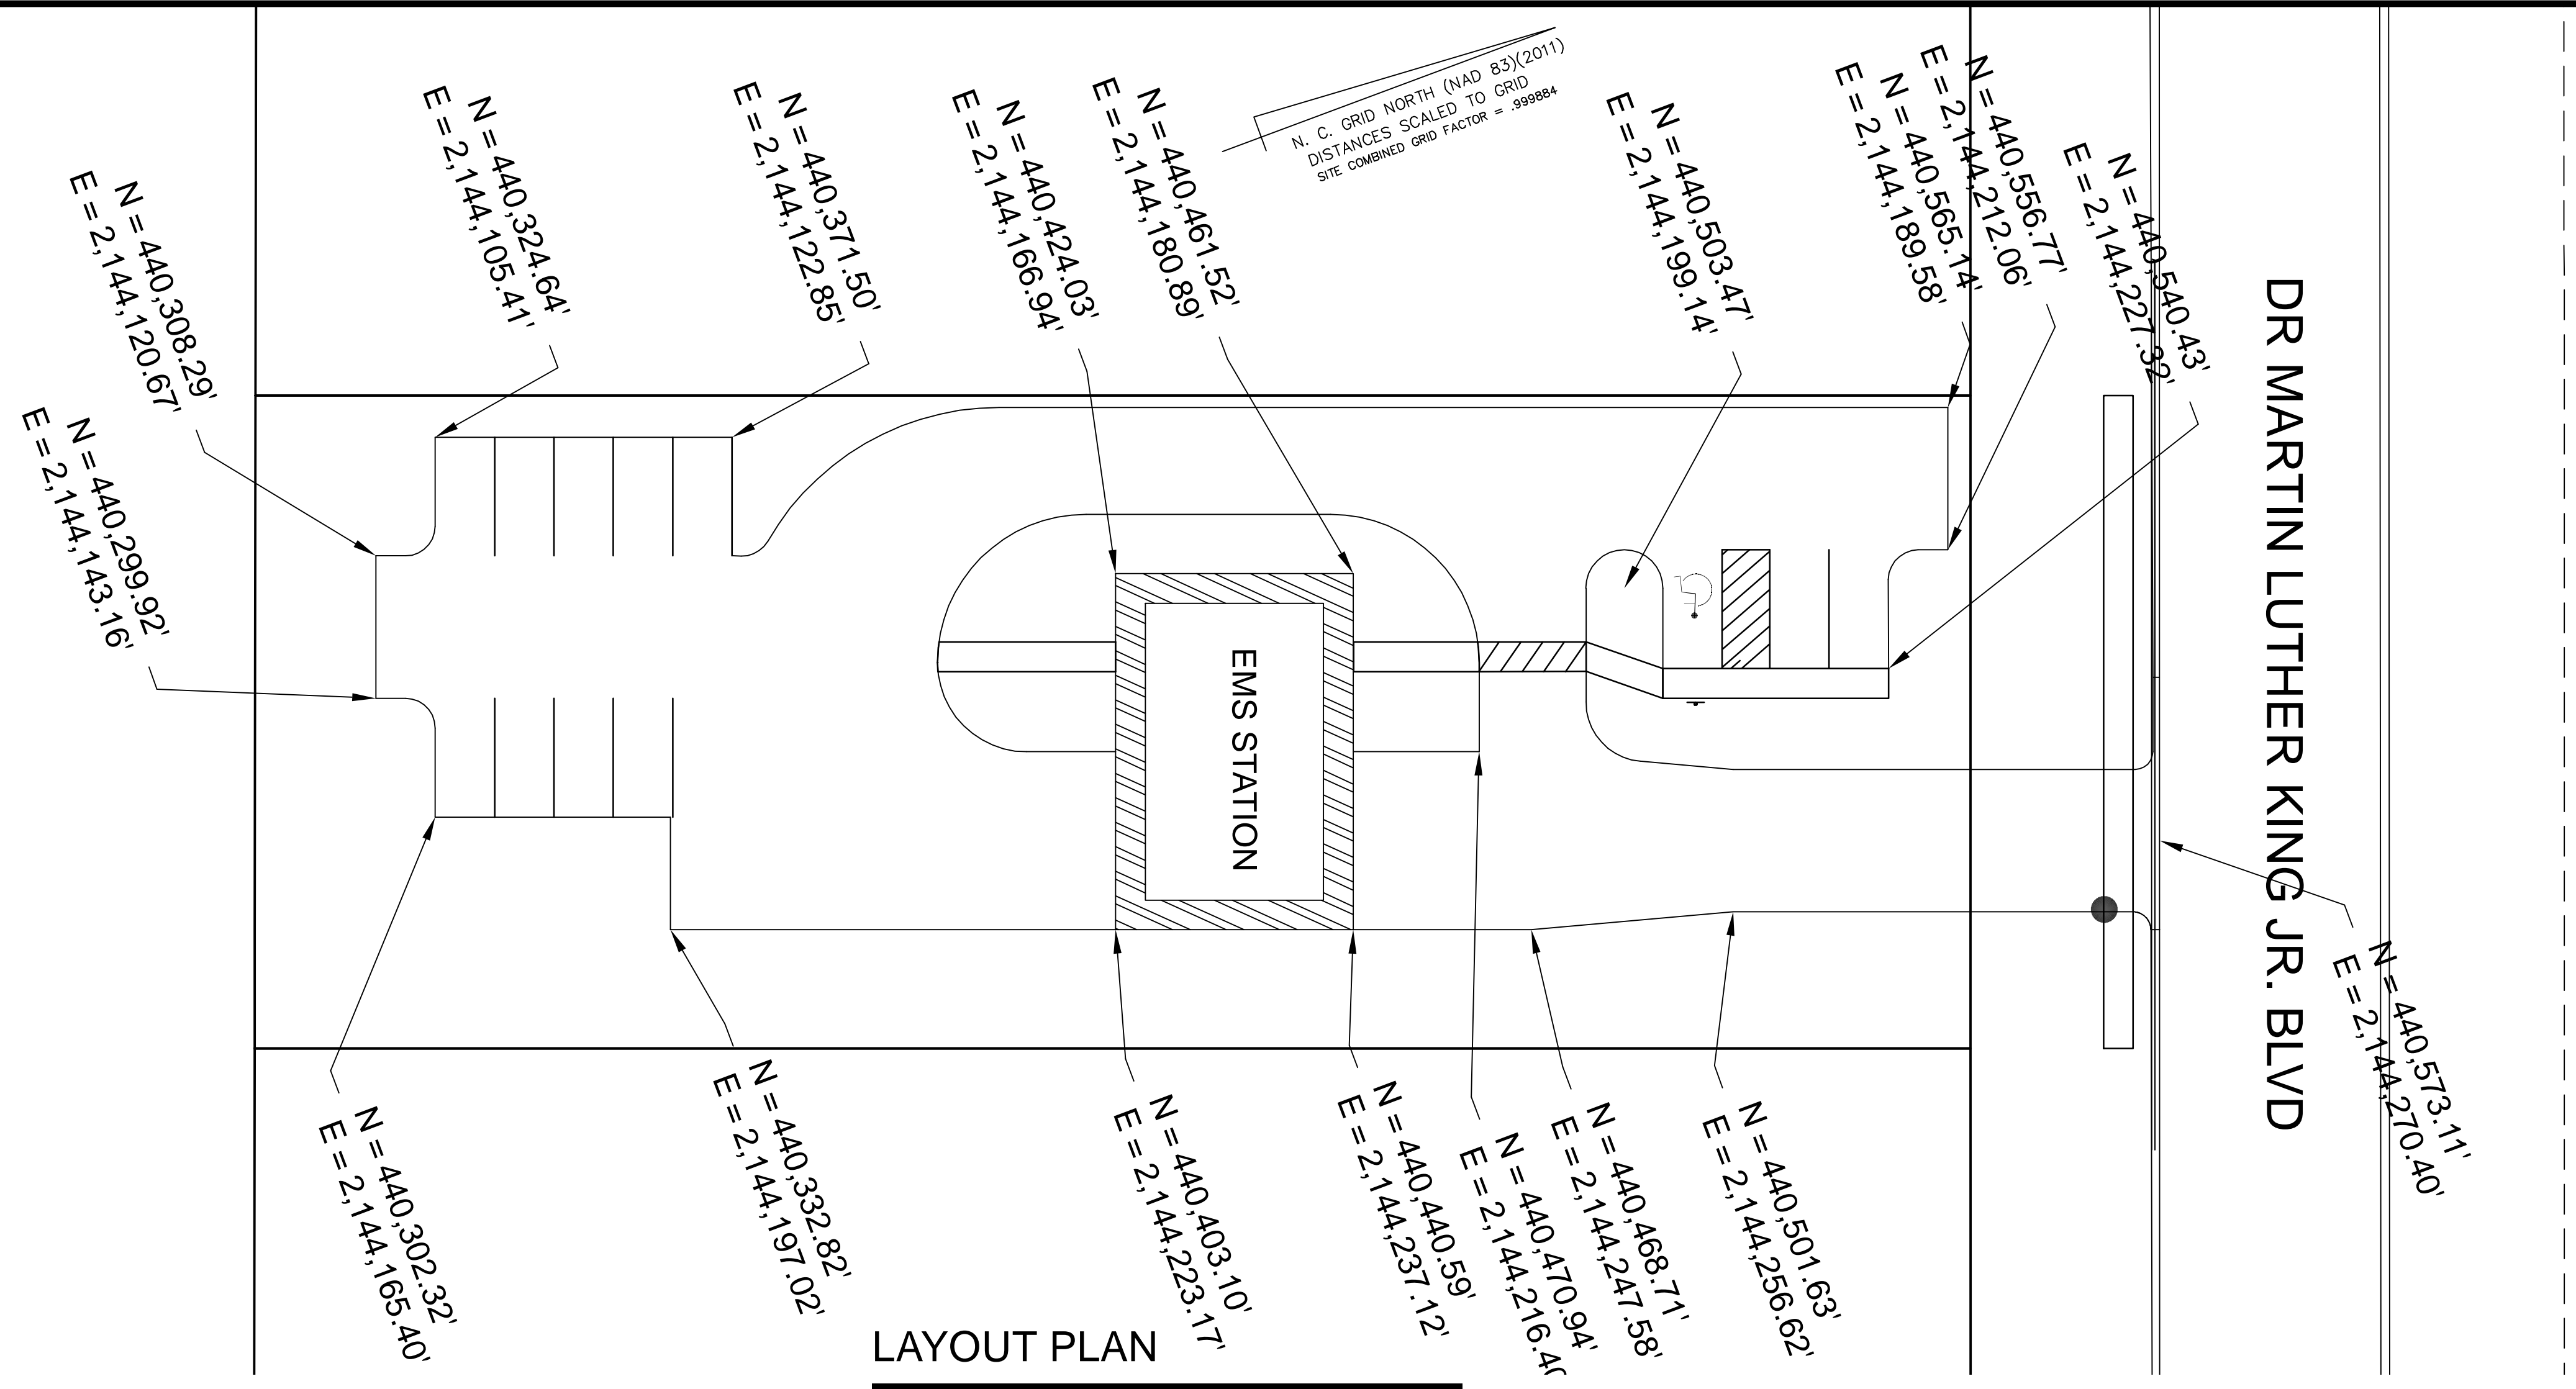 N. C. GRID NORTH (NAD 83)(2011)
DISTANCES SCALED TO GRID
SITE COMBINED GRID FACTOR = .999884
N = 440,308.29'
E = 2,144,120.67'
N = 440,299.92'
E = 2,144,143.16'
N = 440,324.64'
E = 2,144,105.41'
N = 440,371.50'
E = 2,144,122.85'
N = 440,424.03'
E = 2,144,166.94'
N = 440,461.52'
E = 2,144,180.89'
N = 440,503.47'
E = 2,144,199.14'
N = 440,565.14'
E = 2,144,189.58'
N = 440,556.77'
E = 2,144,212.06'
N = 440,540.43'
E = 2,144,227.32'
DR MARTIN LUTHER KING JR. BLVD
EMS STATION
N = 440,573.11'
E = 2,144,270.40'
N = 440,302.32'
E = 2,144,165.40'
N = 440,332.82'
E = 2,144,197.02'
N = 440,403.10'
E = 2,144,223.17'
N = 440,440.59'
E = 2,144,237.12'
N = 440,470.94'
E = 2,144,216.4
N = 440,468.71'
E = 2,144,247.58'
N = 440,501.63'
E = 2,144,256.62'
LAYOUT PLAN